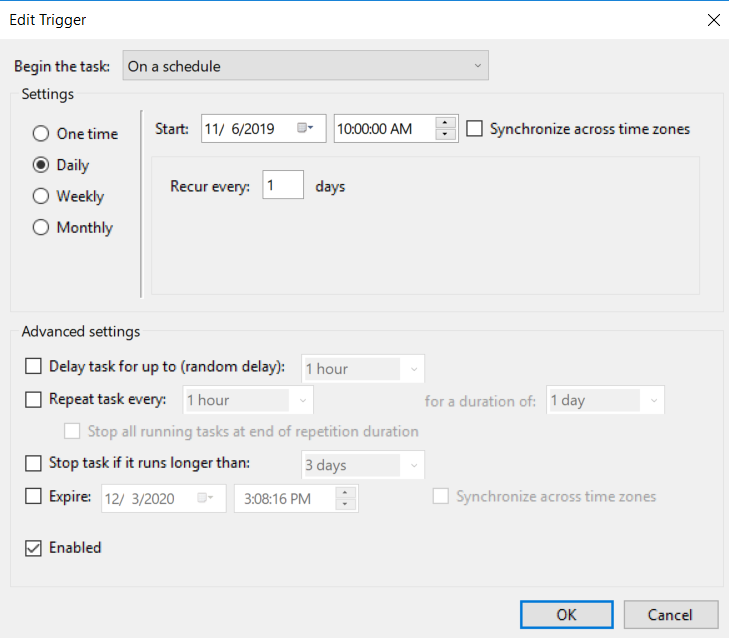 Edit Trigger
Begin the task: On a schedule
Settings
One time
Start: 11/ 6/2019 10:00:00 AM Synchronize across time zones
Daily
Recur every: 1 days
Weekly
Monthly
Advanced settings
Delay task for up to (random delay): 1 hour
Repeat task every: 1 hour for a duration of: 1 day
Stop all running tasks at end of repetition duration
Stop task if it runs longer than: 3 days
Expire: 12/ 3/2020 3:08:16 PM Synchronize across time zones
Enabled
OK Cancel